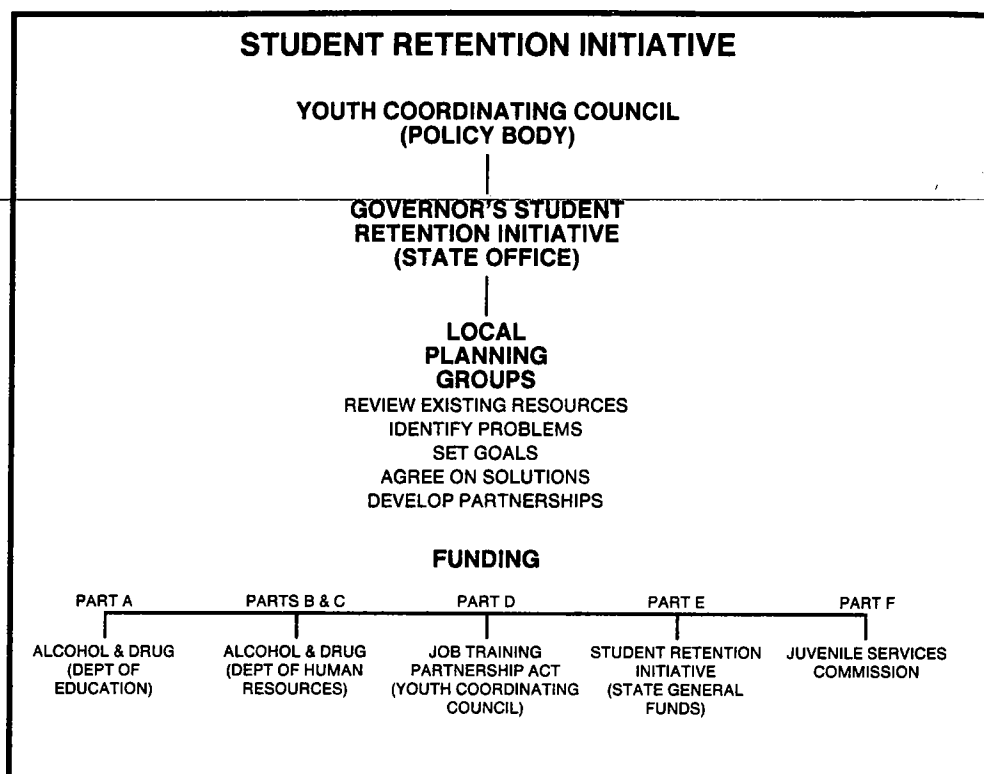 STUDENT RETENTION INITIATIVE
YOUTH COORDINATING COUNCIL
(POLICY BODY)
GOVERNOR'S STUDENT
RETENTION INITIATIVE
(STATE OFFICE)
LOCAL
PLANNING
GROUPS
REVIEW EXISTING RESOURCES
IDENTIFY PROBLEMS
SET GOALS
AGREE ON SOLUTIONS
DEVELOP PARTNERSHIPS
FUNDING
PART A
ALCOHOL & DRUG
(DEPT OF
EDUCATION)
PARTS B & C
ALCOHOL & DRUG
(DEPT OF HUMAN
RESOURCES)
PART D
JOB TRAINING
PARTNERSHIP ACT
(YOUTH COORDINATING
COUNCIL)
PART E
STUDENT RETENTION
INITIATIVE
(STATE GENERAL
FUNDS)
PART F
JUVENILE SERVICES
COMMISSION